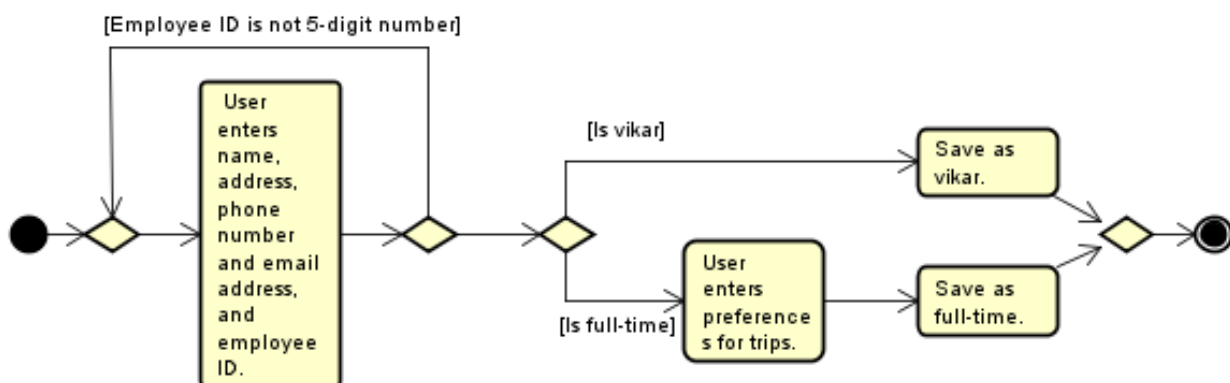 [Employee ID is not 5-digit number]
User
enters
name,
address,
phone
number
and email
address,
and
employee
ID.
[Is vikar]
Save as
vikar.
[Is full-time]
User
enters
preference
s for trips.
Save as
full-time.